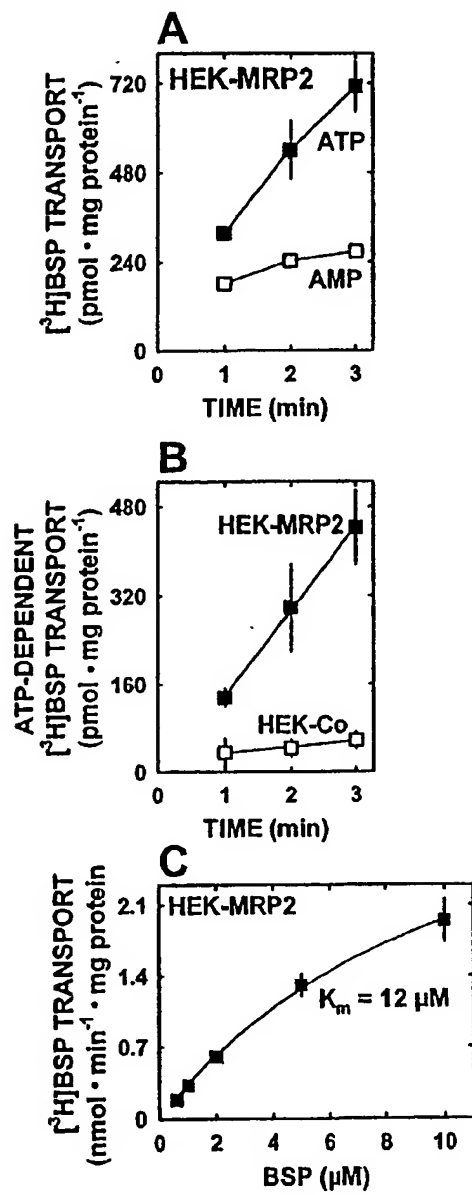 A
HEK-MRP2
[³H]BSP TRANSPORT
(pmol • mg protein⁻¹)
720
480
240
0
ATP
AMP
0 1 2 3
TIME (min)
B
ATP-DEPENDENT
[³H]BSP TRANSPORT
(pmol • mg protein⁻¹)
480
320
160
0
HEK-MRP2
HEK-Co
0 1 2 3
TIME (min)
C
HEK-MRP2
[³H]BSP TRANSPORT
(nmol • min⁻¹ • mg protein
2.1
1.4
0.7
0
Kₘ = 12 µM
0 2 4 6 8 10
BSP (µM)